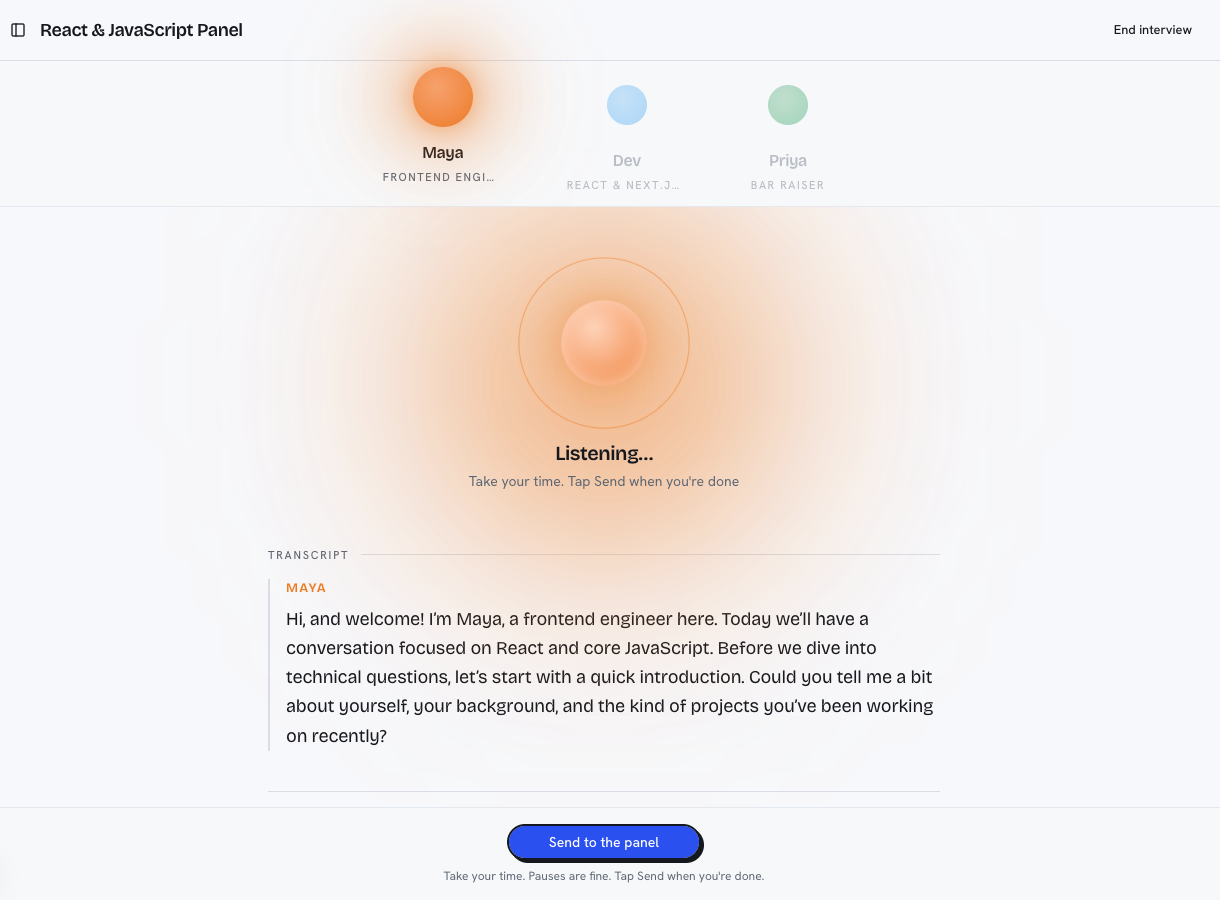 React & JavaScript Panel
End interview
Maya
FRONTEND ENGI…
Dev
REACT & NEXT.J…
Priya
BAR RAISER
Listening…
Take your time. Tap Send when you're done
TRANSCRIPT
MAYA
Hi, and welcome! I’m Maya, a frontend engineer here. Today we’ll have a
conversation focused on React and core JavaScript. Before we dive into
technical questions, let’s start with a quick introduction. Could you tell me a bit
about yourself, your background, and the kind of projects you’ve been working
on recently?
Send to the panel
Take your time. Pauses are fine. Tap Send when you're done.